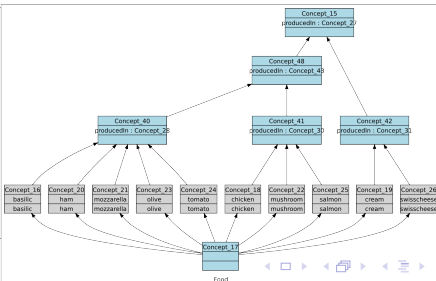 Concept_15
producedIn : Concept_27
Concept_48
producedIn : Concept_43
Concept_40
producedIn : Concept_28
Concept_41
producedIn : Concept_30
Concept_42
producedIn : Concept_31
Concept_16
basilic
basilic
Concept_20
ham
ham
Concept_21
mozzarella
mozzarella
Concept_23
olive
olive
Concept_24
tomato
tomato
Concept_18
chicken
chicken
Concept_22
mushroom
mushroom
Concept_25
salmon
salmon
Concept_19
cream
cream
Concept_26
swisscheese
swisscheese
Concept_17
Food